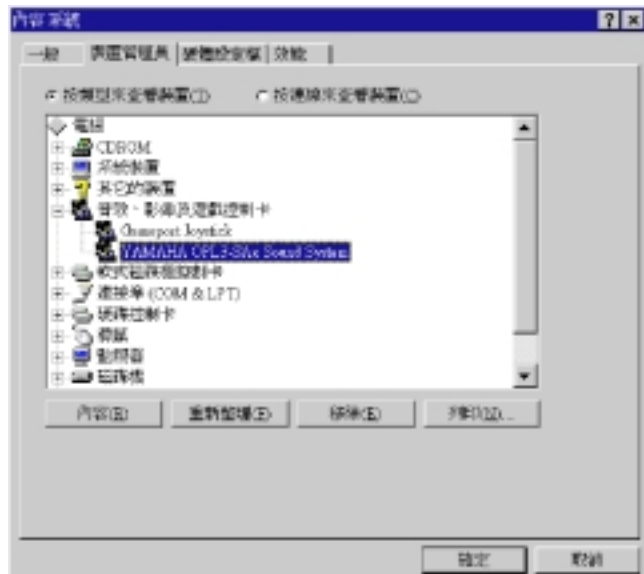 內容 系統
一般 裝置管理員 硬體設定檔 效能
按類型來查看裝置(T) 按連線來查看裝置(C)
電腦
CDROM
系統裝置
其它的裝置
音效、影像及遊戲控制卡
Gameport Joystick
YAMAHA OPL3-SAx Sound System
軟式磁碟機控制卡
連接埠 (COM & LPT)
硬碟控制卡
滑鼠
監視器
磁碟機
內容(R) 重新整理(F) 移除(E) 列印(N)...
確定 取消